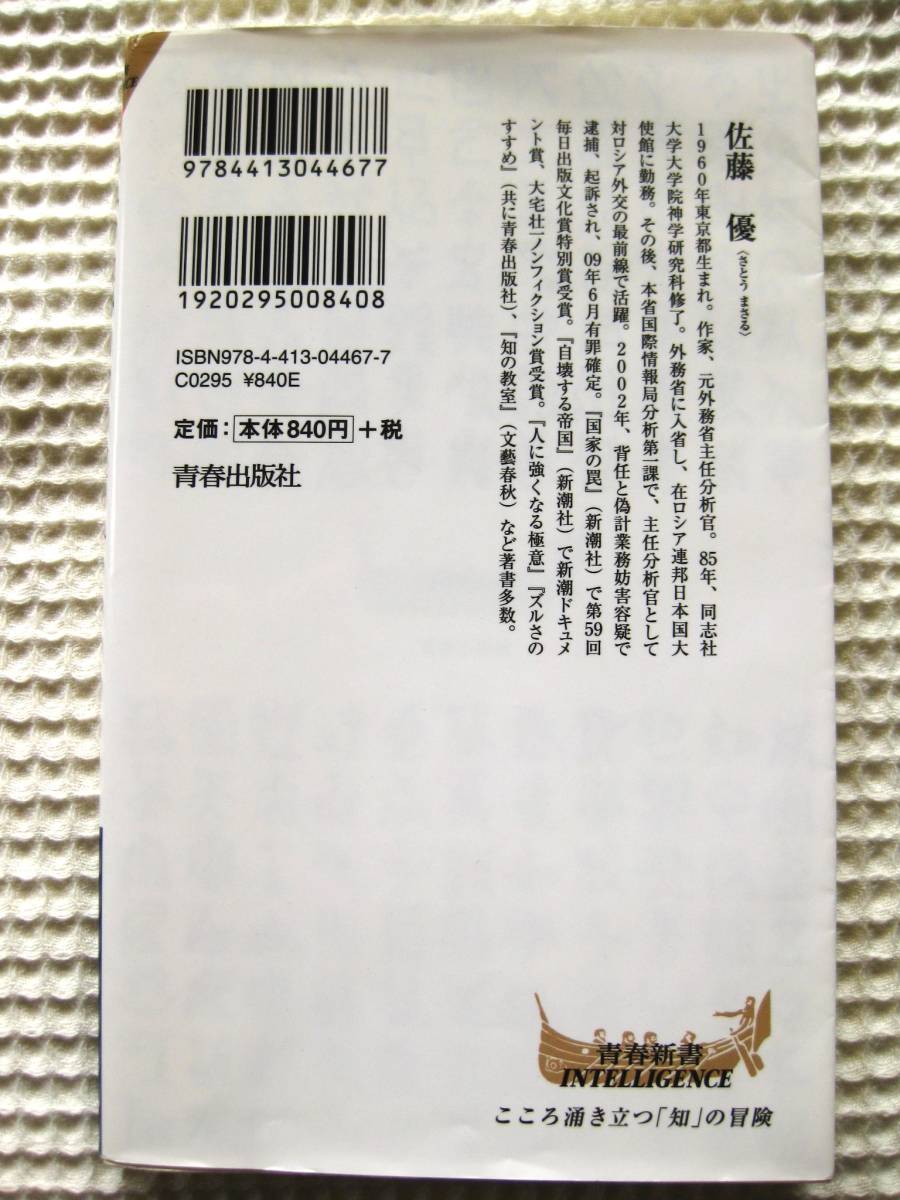 9784413044677
1920295008408
ISBN978-4-413-04467-7
C0295 ¥840E
定価：本体840円＋税
青春出版社
佐藤 優〈さとう まさる〉
1960年東京都生まれ。作家、元外務省主任分析官。85年、同志社
大学大学院神学研究科修了。外務省に入省し、在ロシア連邦日本国大
使館に勤務。その後、本省国際情報局分析第一課で、主任分析官として
対ロシア外交の最前線で活躍。2002年、背任と偽計業務妨害容疑で
逮捕、起訴され、09年6月有罪確定。『国家の罠』（新潮社）で第59回
毎日出版文化賞特別賞受賞。『自壊する帝国』（新潮社）で新潮ドキュメ
ント賞、大宅壮一ノンフィクション賞受賞。『人に強くなる極意』『ズルさの
すすめ』（共に青春出版社）、『知の教室』（文藝春秋）など著書多数。
青春新書
INTELLIGENCE
こころ涌き立つ「知」の冒険